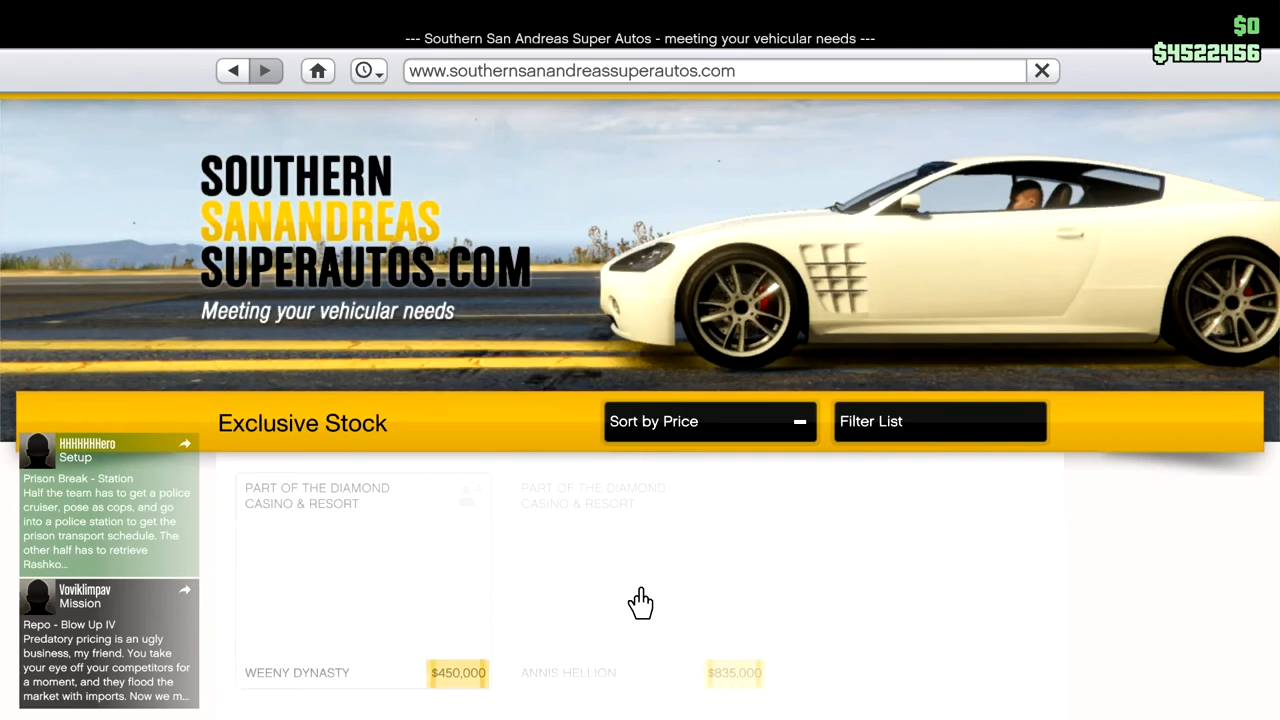 --- Southern San Andreas Super Autos - meeting your vehicular needs ---
$0
$4522456
www.southernsanandreassuperautos.com
SOUTHERN
SANANDREAS
SUPERAUTOS.COM
Meeting your vehicular needs
Exclusive Stock
Sort by Price
Filter List
HHHHHHHero
Setup
Prison Break - Station
Half the team has to get a police
cruiser, pose as cops, and go
into a police station to get the
prison transport schedule. The
other half has to retrieve
Rashko...
Voviklimpav
Mission
Repo - Blow Up IV
Predatory pricing is an ugly
business, my friend. You take
your eye off your competitors for
a moment, and they flood the
market with imports. Now we m...
PART OF THE DIAMOND
CASINO & RESORT
WEENY DYNASTY
$450,000
PART OF THE DIAMOND
CASINO & RESORT
ANNIS HELLION
$835,000